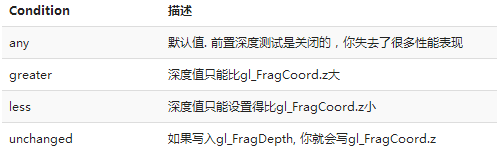 Condition 描述
any 默认值. 前置深度测试是关闭的，你失去了很多性能表现
greater 深度值只能比gl_FragCoord.z大
less 深度值只能设置得比gl_FragCoord.z小
unchanged 如果写入gl_FragDepth, 你就会写gl_FragCoord.z